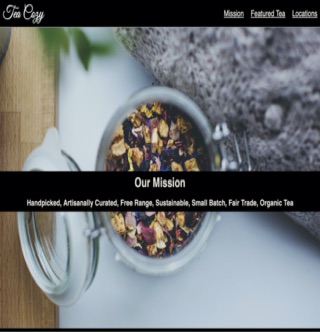 Tea Cozy
Mission Featured Tea Locations
Our Mission
Handpicked, Artisanally Curated, Free Range, Sustainable, Small Batch, Fair Trade, Organic Tea